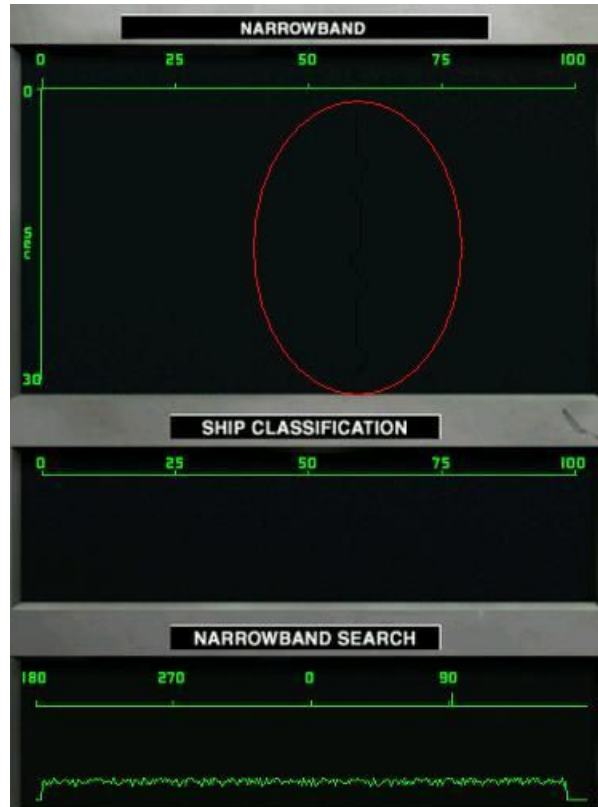 NARROWBAND
0 25 50 75 100
0
SEC
30
SHIP CLASSIFICATION
0 25 50 75 100
NARROWBAND SEARCH
180 270 0 90